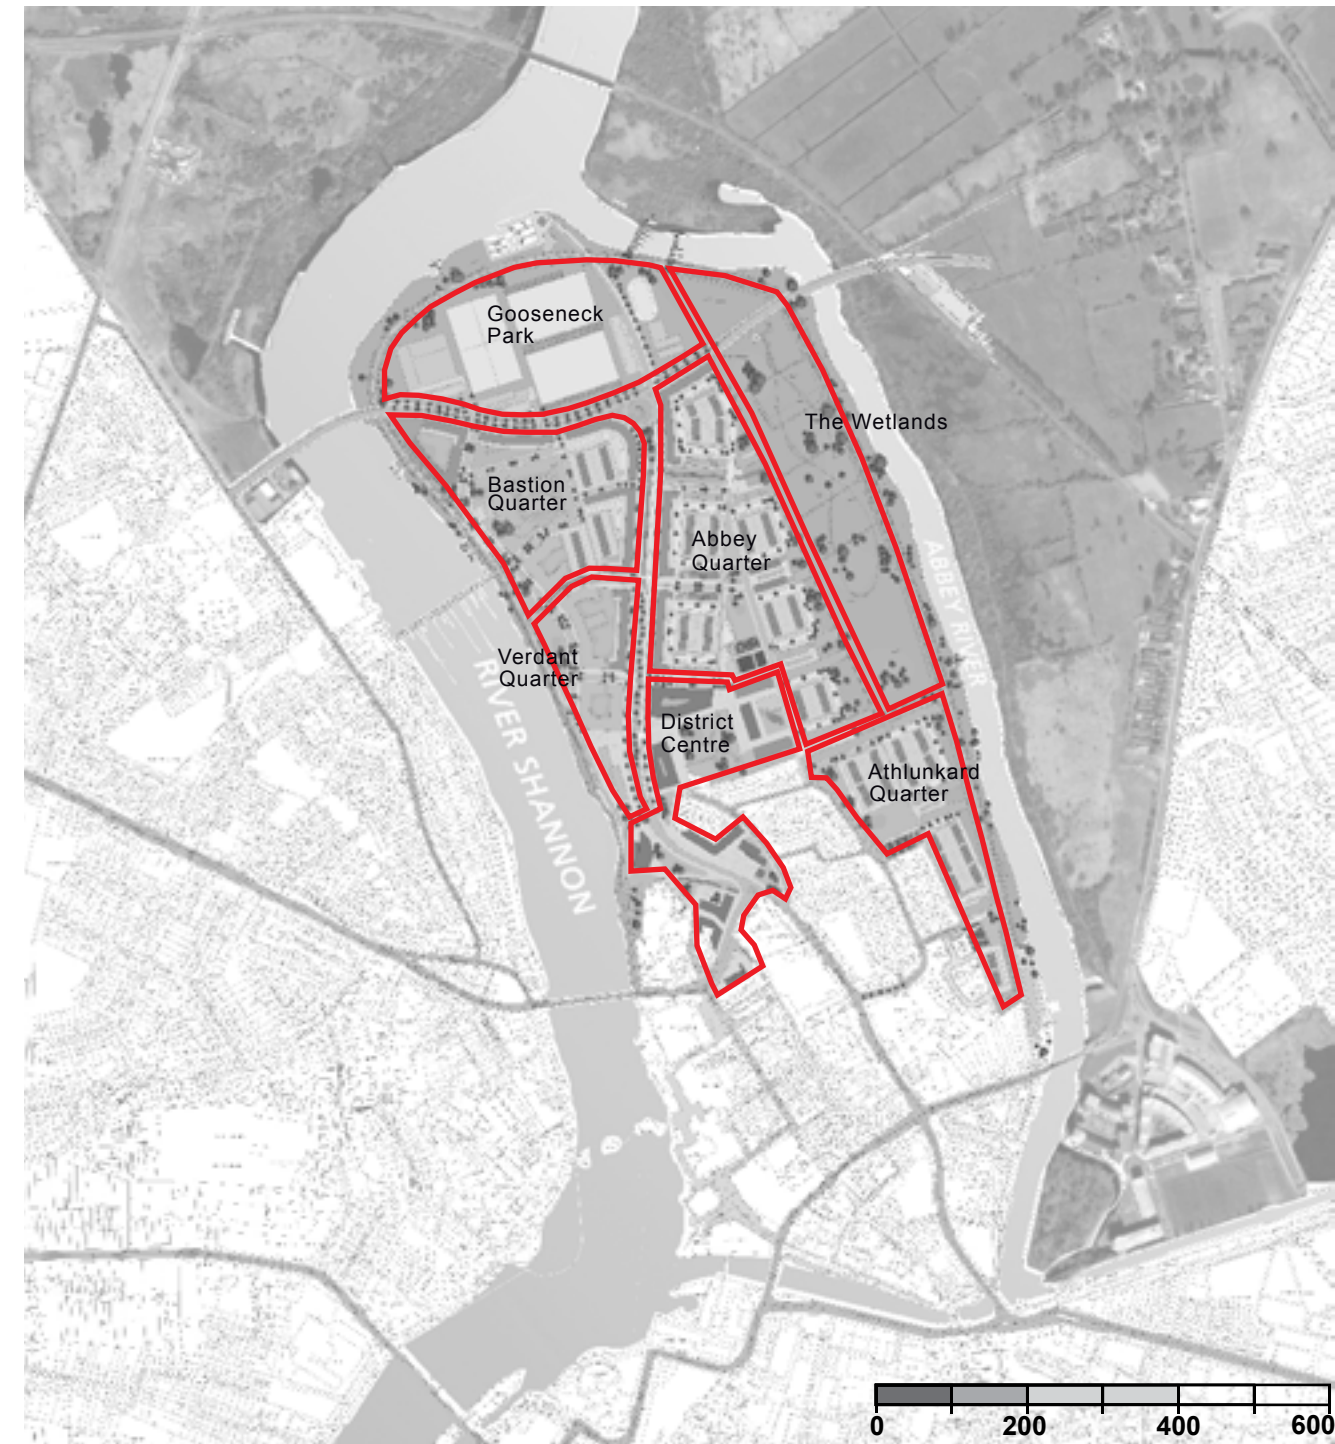 Gooseneck
Park
The Wetlands
Bastion
Quarter
Abbey
Quarter
ABBEY RIVER
Verdant
Quarter
RIVER SHANNON
District
Centre
Athlunkard
Quarter
0 200 400 600